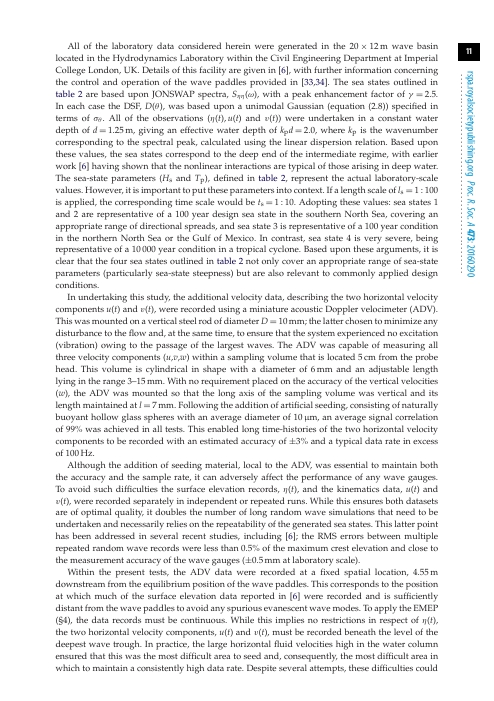 11
rspa.royalsocietypublishing.org Proc. R. Soc. A 473: 20160290
All of the laboratory data considered herein were generated in the 20 × 12 m wave basin
located in the Hydrodynamics Laboratory within the Civil Engineering Department at Imperial
College London, UK. Details of this facility are given in [6], with further information concerning
the control and operation of the wave paddles provided in [33,34]. The sea states outlined in
table 2 are based upon JONSWAP spectra, Sηη(ω), with a peak enhancement factor of γ = 2.5.
In each case the DSF, D(θ), was based upon a unimodal Gaussian (equation (2.8)) specified in
terms of σθ. All of the observations (η(t), u(t) and v(t)) were undertaken in a constant water
depth of d = 1.25 m, giving an effective water depth of kpd = 2.0, where kp is the wavenumber
corresponding to the spectral peak, calculated using the linear dispersion relation. Based upon
these values, the sea states correspond to the deep end of the intermediate regime, with earlier
work [6] having shown that the nonlinear interactions are typical of those arising in deep water.
The sea-state parameters (Hs and Tp), defined in table 2, represent the actual laboratory-scale
values. However, it is important to put these parameters into context. If a length scale of ls = 1 : 100
is applied, the corresponding time scale would be ts = 1 : 10. Adopting these values: sea states 1
and 2 are representative of a 100 year design sea state in the southern North Sea, covering an
appropriate range of directional spreads, and sea state 3 is representative of a 100 year condition
in the northern North Sea or the Gulf of Mexico. In contrast, sea state 4 is very severe, being
representative of a 10 000 year condition in a tropical cyclone. Based upon these arguments, it is
clear that the four sea states outlined in table 2 not only cover an appropriate range of sea-state
parameters (particularly sea-state steepness) but are also relevant to commonly applied design
conditions.
In undertaking this study, the additional velocity data, describing the two horizontal velocity
components u(t) and v(t), were recorded using a miniature acoustic Doppler velocimeter (ADV).
This was mounted on a vertical steel rod of diameter D = 10 mm; the latter chosen to minimize any
disturbance to the flow and, at the same time, to ensure that the system experienced no excitation
(vibration) owing to the passage of the largest waves. The ADV was capable of measuring all
three velocity components (u,v,w) within a sampling volume that is located 5 cm from the probe
head. This volume is cylindrical in shape with a diameter of 6 mm and an adjustable length
lying in the range 3–15 mm. With no requirement placed on the accuracy of the vertical velocities
(w), the ADV was mounted so that the long axis of the sampling volume was vertical and its
length maintained at l = 7 mm. Following the addition of artificial seeding, consisting of naturally
buoyant hollow glass spheres with an average diameter of 10 μm, an average signal correlation
of 99% was achieved in all tests. This enabled long time-histories of the two horizontal velocity
components to be recorded with an estimated accuracy of ±3% and a typical data rate in excess
of 100 Hz.
Although the addition of seeding material, local to the ADV, was essential to maintain both
the accuracy and the sample rate, it can adversely affect the performance of any wave gauges.
To avoid such difficulties the surface elevation records, η(t), and the kinematics data, u(t) and
v(t), were recorded separately in independent or repeated runs. While this ensures both datasets
are of optimal quality, it doubles the number of long random wave simulations that need to be
undertaken and necessarily relies on the repeatability of the generated sea states. This latter point
has been addressed in several recent studies, including [6]; the RMS errors between multiple
repeated random wave records were less than 0.5% of the maximum crest elevation and close to
the measurement accuracy of the wave gauges (±0.5 mm at laboratory scale).
Within the present tests, the ADV data were recorded at a fixed spatial location, 4.55 m
downstream from the equilibrium position of the wave paddles. This corresponds to the position
at which much of the surface elevation data reported in [6] were recorded and is sufficiently
distant from the wave paddles to avoid any spurious evanescent wave modes. To apply the EMEP
(§4), the data records must be continuous. While this implies no restrictions in respect of η(t),
the two horizontal velocity components, u(t) and v(t), must be recorded beneath the level of the
deepest wave trough. In practice, the large horizontal fluid velocities high in the water column
ensured that this was the most difficult area to seed and, consequently, the most difficult area in
which to maintain a consistently high data rate. Despite several attempts, these difficulties could